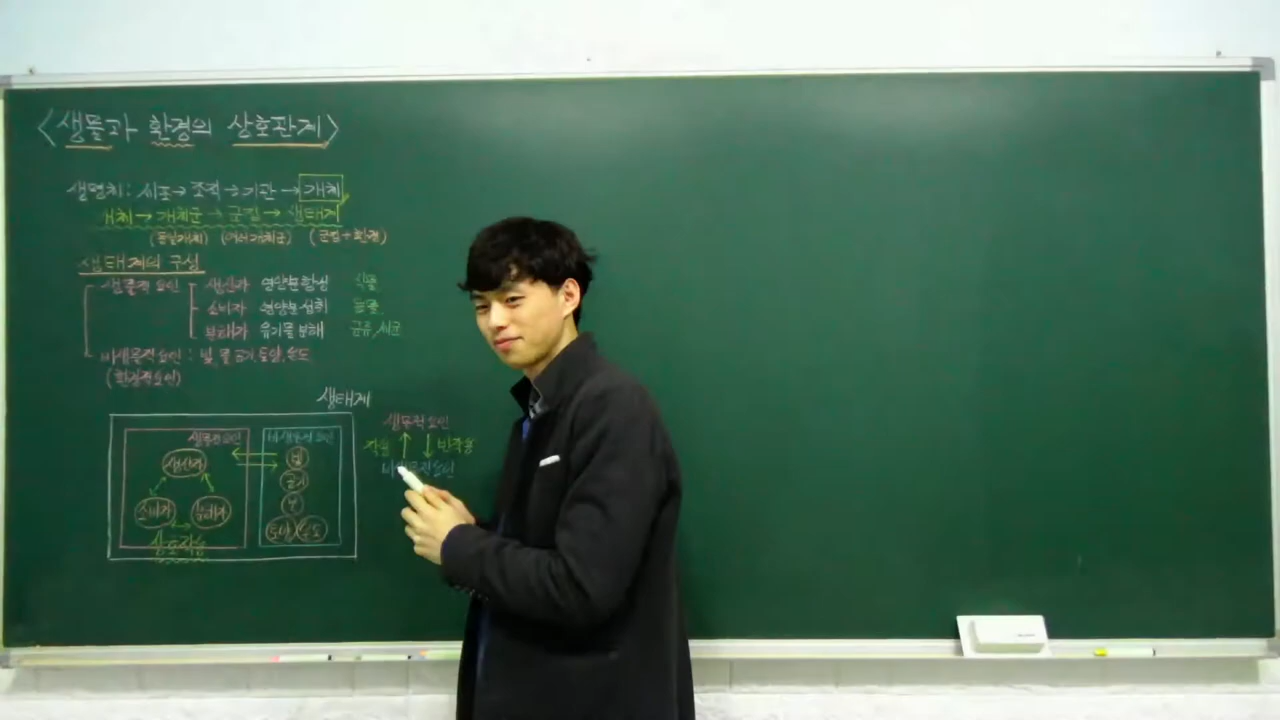 <생물과 환경의 상호관계>
생명체: 세포→조직→기관→개체
개체→개체군→군집→생태계
(동일개체) (여러개체군) (군집+환경)
생태계의 구성
생물적 요인 생산자 영양분합성 식물
소비자 영양분섭취 동물
분해자 유기물분해 균류, 세균
비생물적요인: 빛, 물, 공기, 토양, 온도
(환경적요인)
생태계
생물적요인 비생물적요인
생산자 빛
공기
소비자 분해자 물
토양 온도
상호작용
생물적요인
작용 반작용
비생물적요인